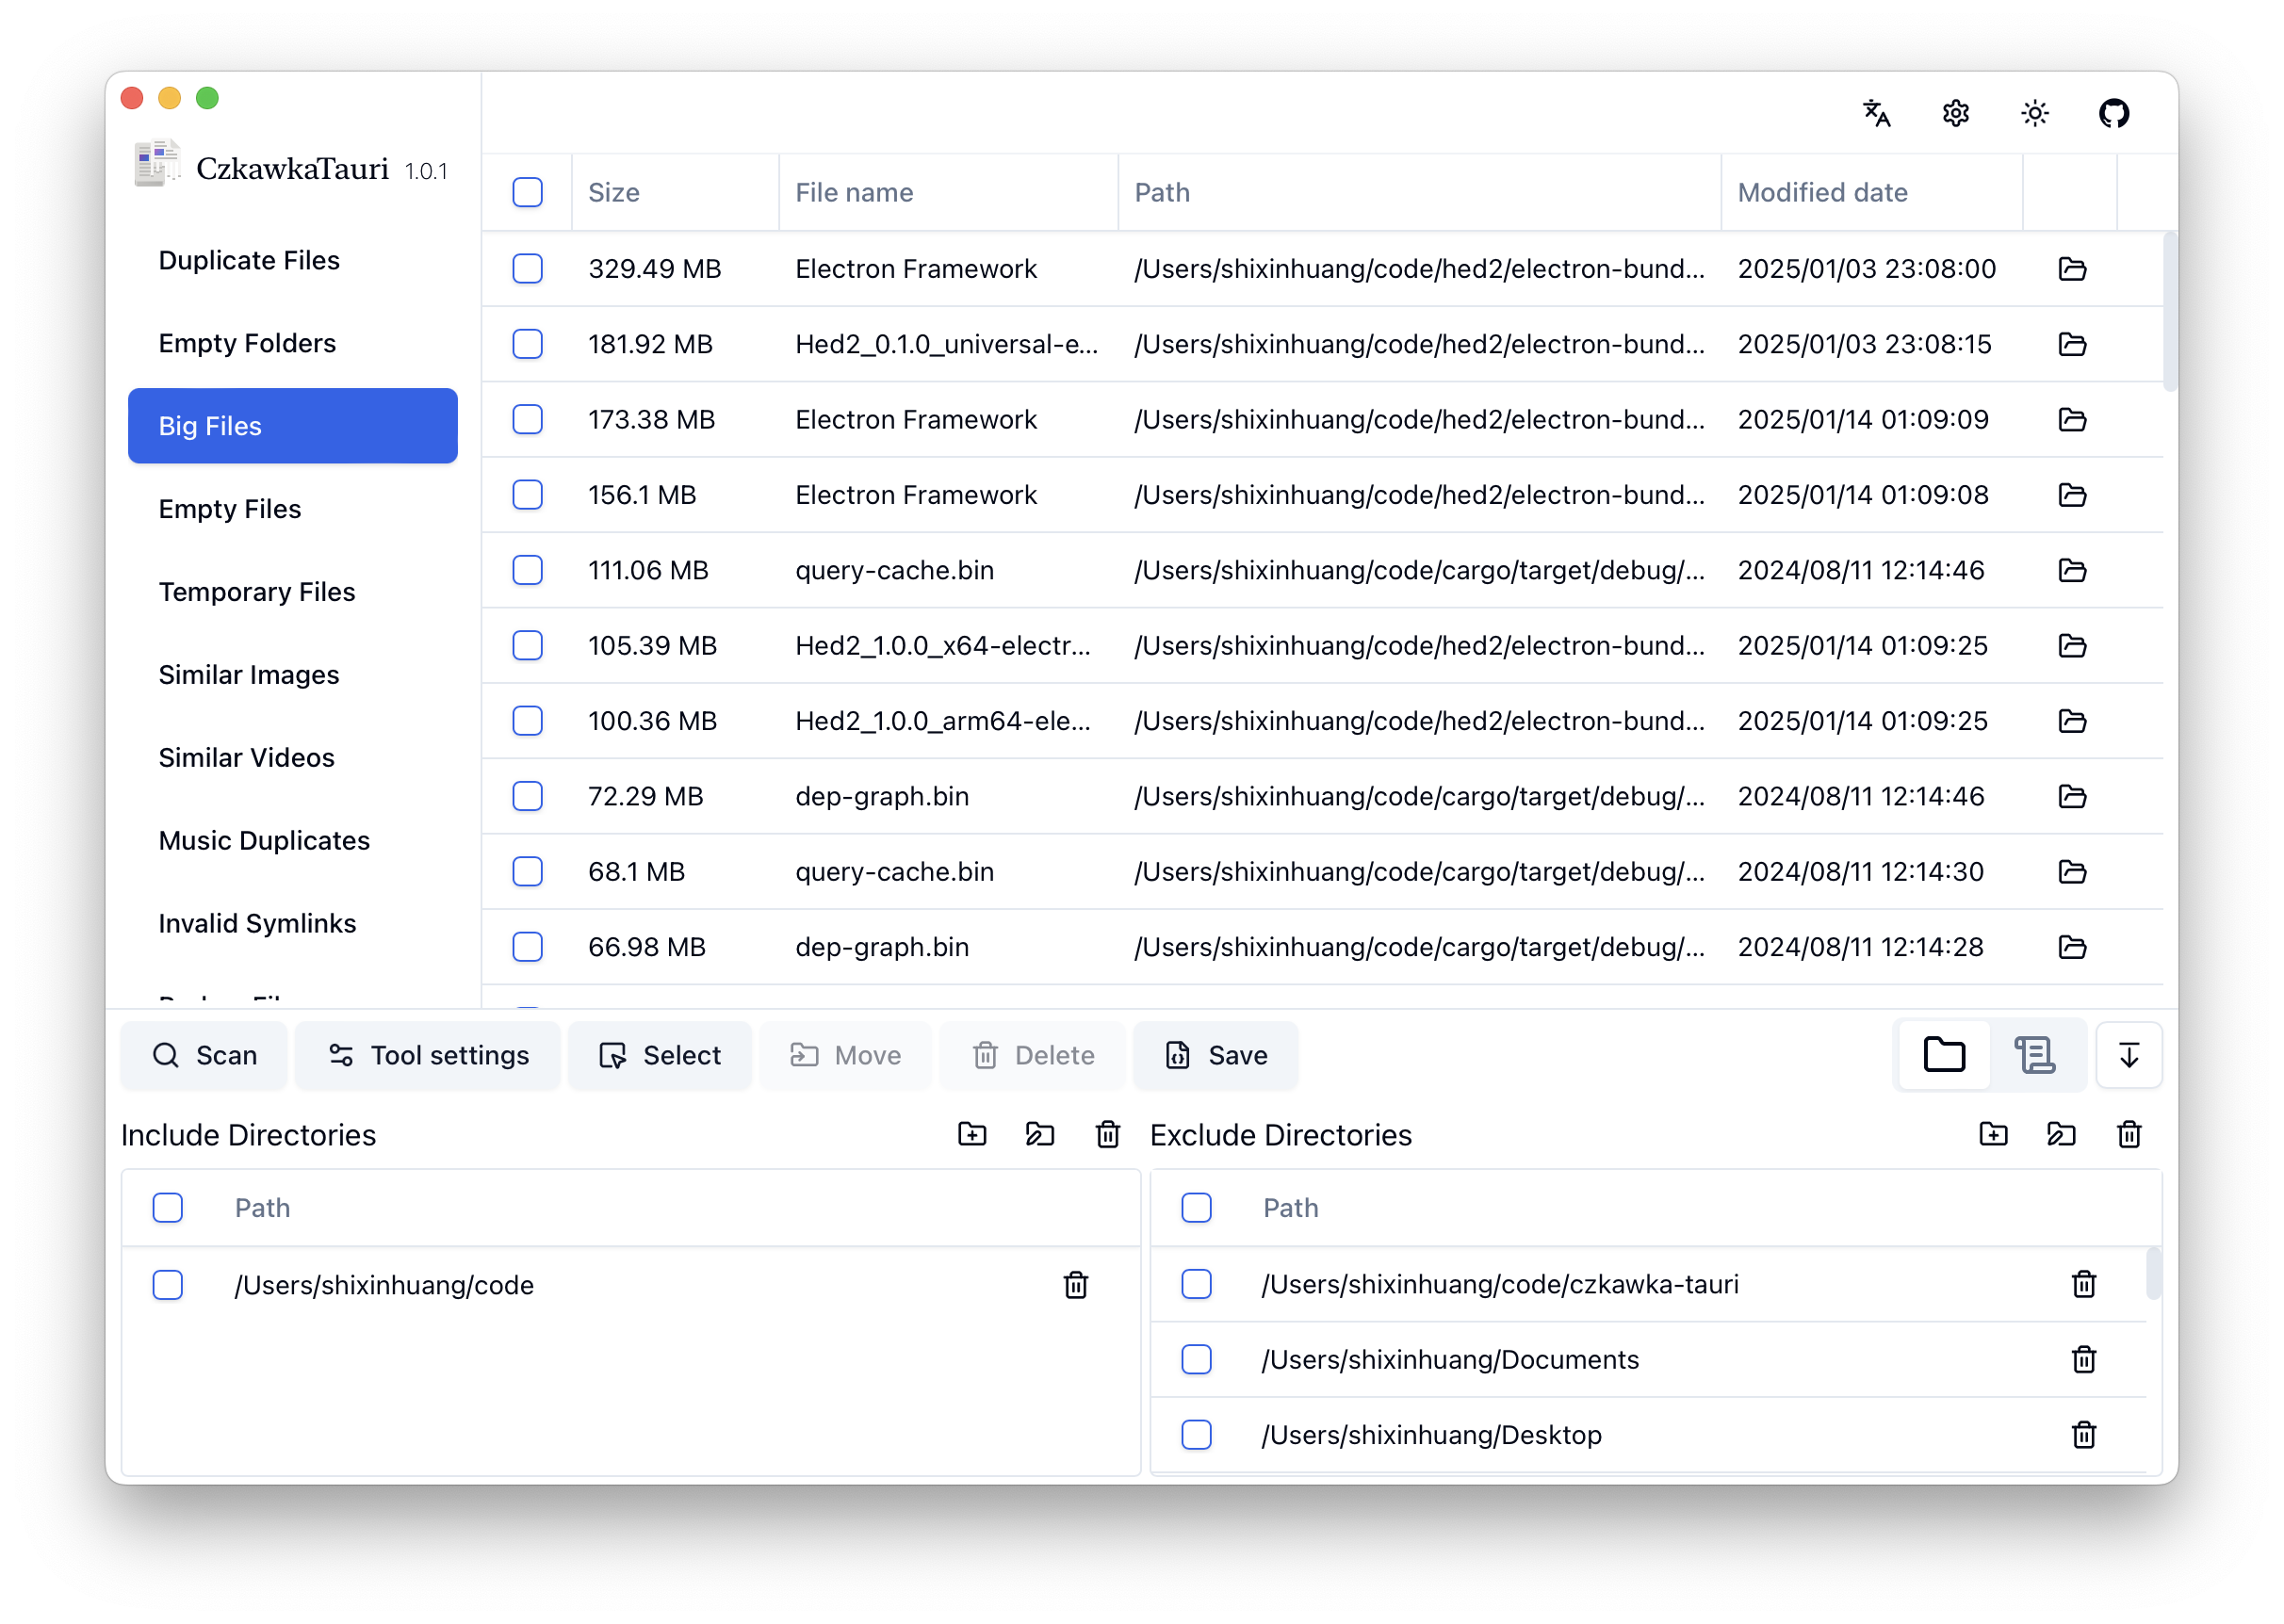 CzkawkaTauri 1.0.1
Duplicate Files
Empty Folders
Big Files
Empty Files
Temporary Files
Similar Images
Similar Videos
Music Duplicates
Invalid Symlinks
Size File name Path Modified date
329.49 MB Electron Framework /Users/shixinhuang/code/hed2/electron-bund... 2025/01/03 23:08:00
181.92 MB Hed2_0.1.0_universal-e... /Users/shixinhuang/code/hed2/electron-bund... 2025/01/03 23:08:15
173.38 MB Electron Framework /Users/shixinhuang/code/hed2/electron-bund... 2025/01/14 01:09:09
156.1 MB Electron Framework /Users/shixinhuang/code/hed2/electron-bund... 2025/01/14 01:09:08
111.06 MB query-cache.bin /Users/shixinhuang/code/cargo/target/debug/... 2024/08/11 12:14:46
105.39 MB Hed2_1.0.0_x64-electr... /Users/shixinhuang/code/hed2/electron-bund... 2025/01/14 01:09:25
100.36 MB Hed2_1.0.0_arm64-ele... /Users/shixinhuang/code/hed2/electron-bund... 2025/01/14 01:09:25
72.29 MB dep-graph.bin /Users/shixinhuang/code/cargo/target/debug/... 2024/08/11 12:14:46
68.1 MB query-cache.bin /Users/shixinhuang/code/cargo/target/debug/... 2024/08/11 12:14:30
66.98 MB dep-graph.bin /Users/shixinhuang/code/cargo/target/debug/... 2024/08/11 12:14:28
Scan Tool settings Select Move Delete Save
Include Directories
Path
/Users/shixinhuang/code
Exclude Directories
Path
/Users/shixinhuang/code/czkawka-tauri
/Users/shixinhuang/Documents
/Users/shixinhuang/Desktop